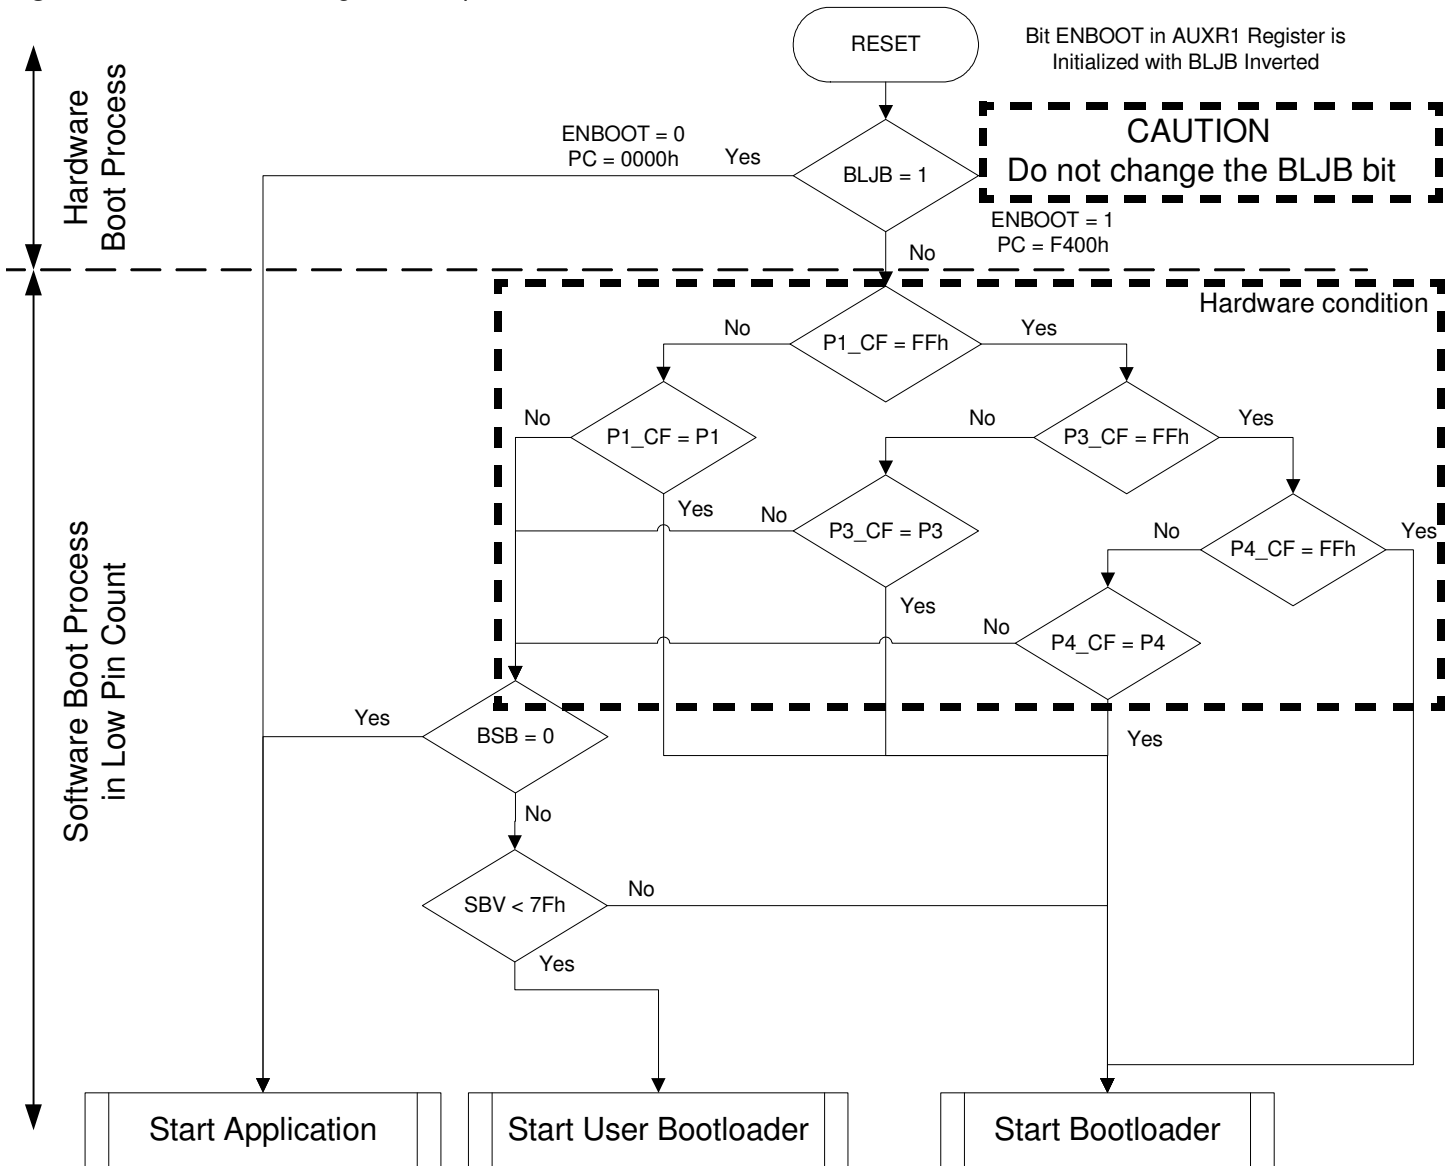 RESET
Bit ENBOOT in AUXR1 Register is
Initialized with BLJB Inverted
Hardware
Boot Process
ENBOOT = 0
PC = 0000h
Yes
BLJB = 1
CAUTION
Do not change the BLJB bit
ENBOOT = 1
PC = F400h
No
Hardware condition
No
P1_CF = FFh
Yes
No
P1_CF = P1
No
P3_CF = FFh
Yes
Yes
No
P3_CF = P3
No
P4_CF = FFh
Yes
Yes
No
P4_CF = P4
Software Boot Process
in Low Pin Count
Yes
BSB = 0
Yes
No
SBV < 7Fh
No
Yes
Start Application
Start User Bootloader
Start Bootloader